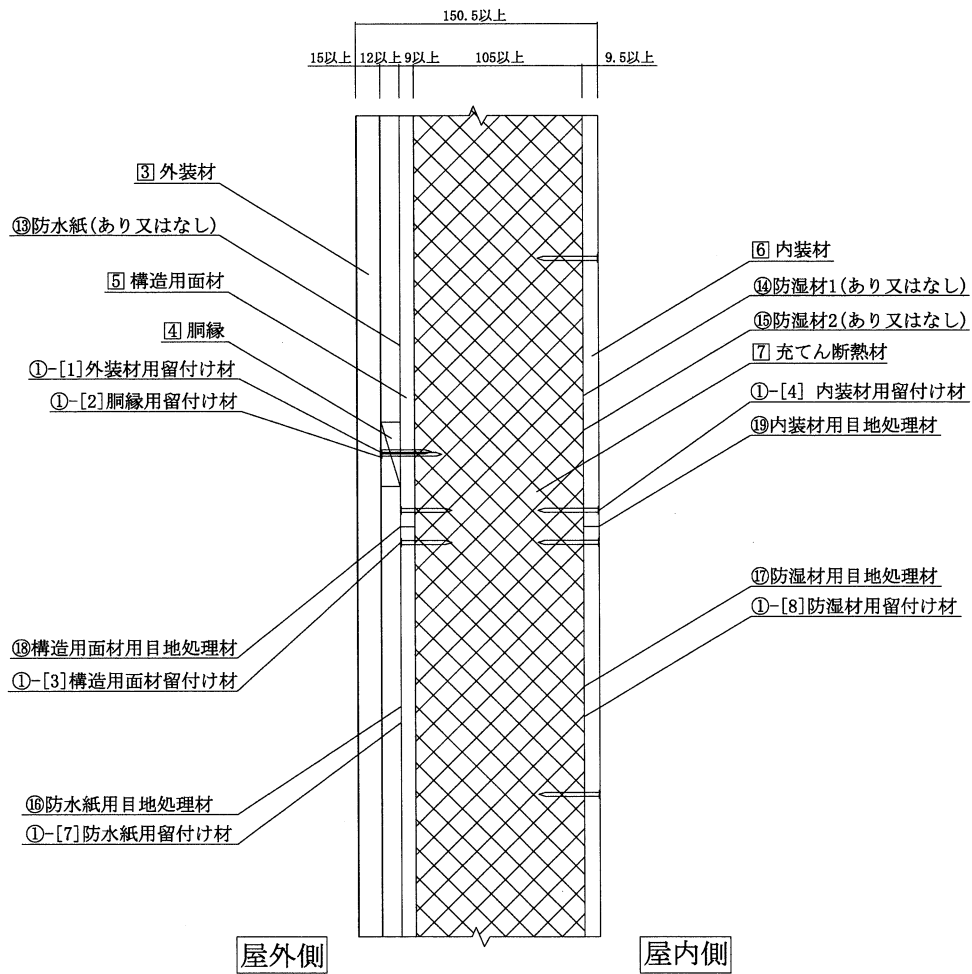 150.5以上
15以上 12以上 9以上 105以上 9.5以上
3 外装材
⑬防水紙(あり又はなし)
5 構造用面材
4 胴縁
①-[1]外装材用留付け材
①-[2]胴縁用留付け材
⑱構造用面材用目地処理材
①-[3]構造用面材留付け材
⑯防水紙用目地処理材
①-[7]防水紙用留付け材
6 内装材
⑭防湿材1(あり又はなし)
⑮防湿材2(あり又はなし)
7 充てん断熱材
①-[4] 内装材用留付け材
⑲内装材用目地処理材
⑰防湿材用目地処理材
①-[8]防湿材用留付け材
屋外側
屋内側